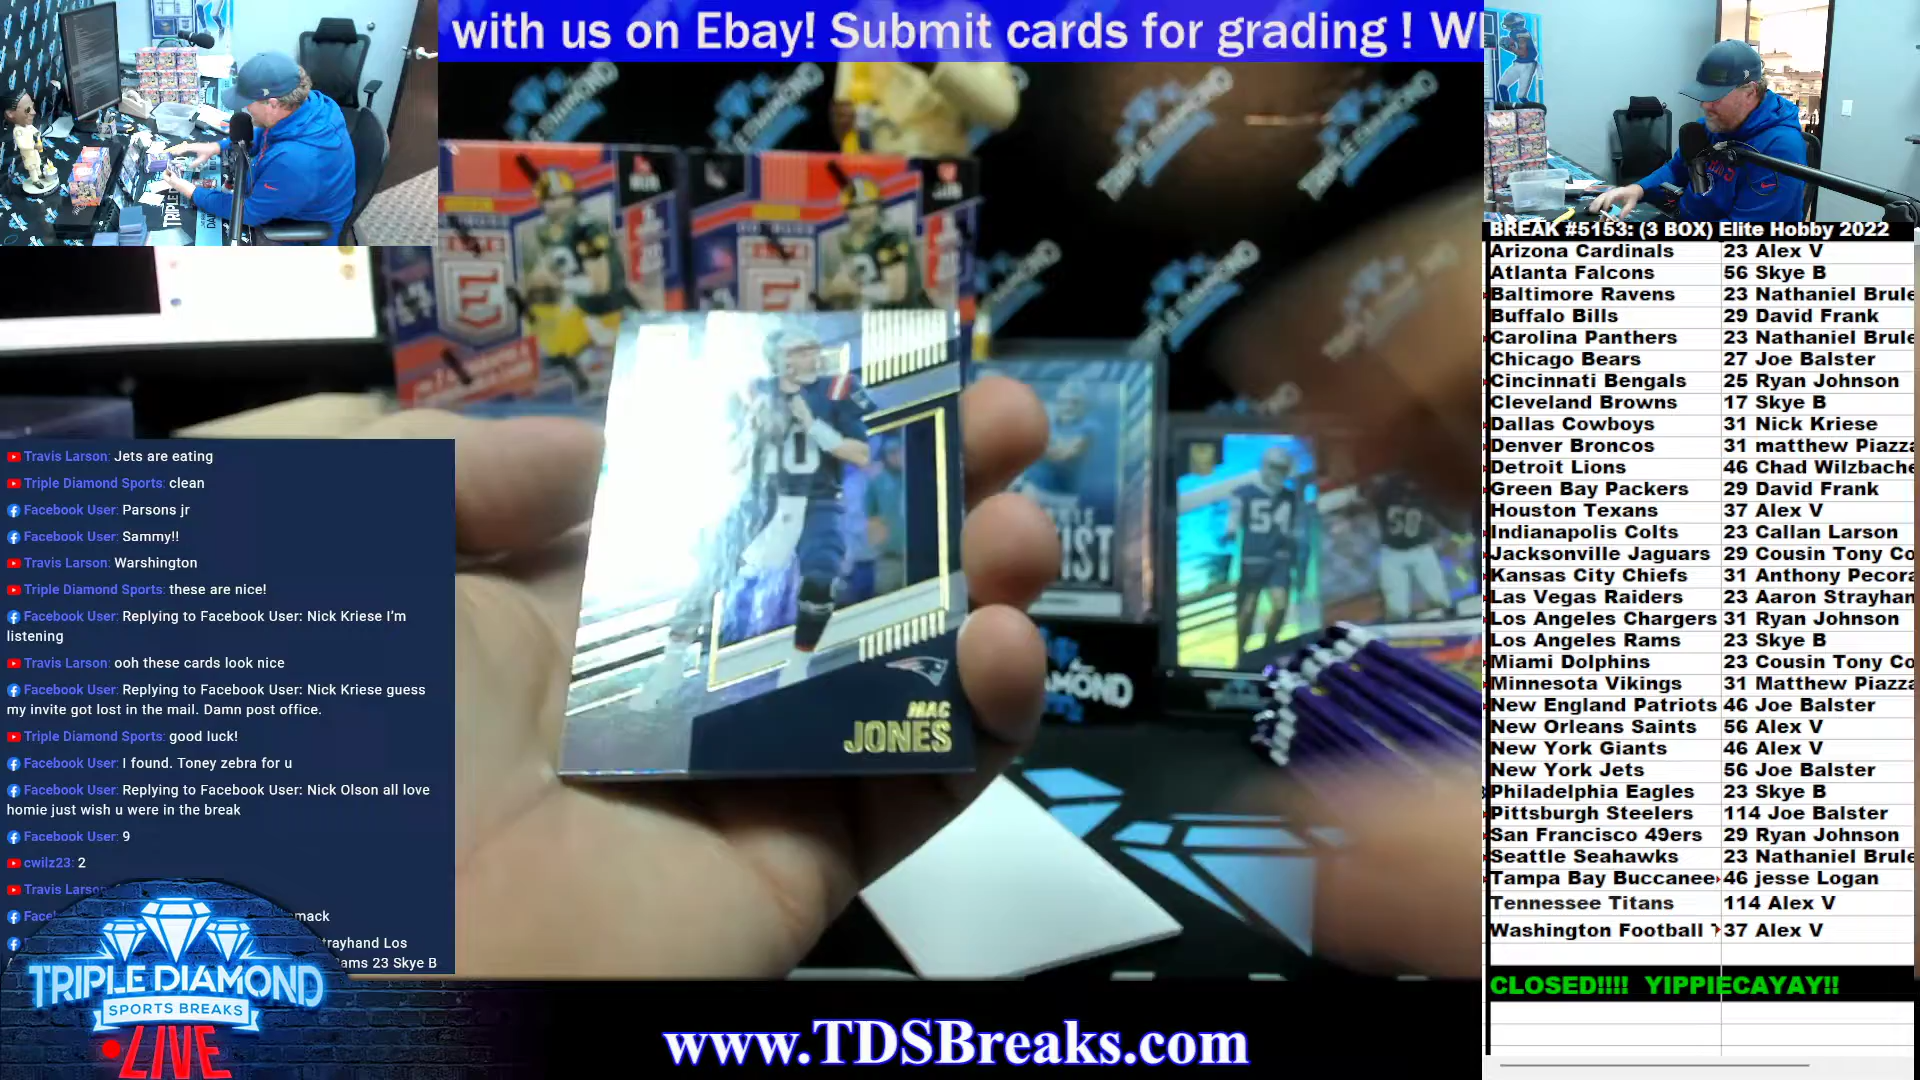 with us on Ebay! Submit cards for grading ! Wh
BREAK #5153: (3 BOX) Elite Hobby 2022
Arizona Cardinals 23 Alex V
Atlanta Falcons 56 Skye B
Baltimore Ravens 23 Nathaniel Brule
Buffalo Bills 29 David Frank
Carolina Panthers 23 Nathaniel Brule
Chicago Bears 27 Joe Balster
Cincinnati Bengals 25 Ryan Johnson
Cleveland Browns 17 Skye B
Dallas Cowboys 31 Nick Kriese
Denver Broncos 31 matthew Piazza
Detroit Lions 46 Chad Wilzbache
Green Bay Packers 29 David Frank
Houston Texans 37 Alex V
Indianapolis Colts 23 Callan Larson
Jacksonville Jaguars 29 Cousin Tony Co
Kansas City Chiefs 31 Anthony Pecora
Las Vegas Raiders 23 Aaron Strayhan
Los Angeles Chargers 31 Ryan Johnson
Los Angeles Rams 23 Skye B
Miami Dolphins 23 Cousin Tony Co
Minnesota Vikings 31 Matthew Piazza
New England Patriots 46 Joe Balster
New Orleans Saints 56 Alex V
New York Giants 46 Alex V
New York Jets 56 Joe Balster
Philadelphia Eagles 23 Skye B
Pittsburgh Steelers 114 Joe Balster
San Francisco 49ers 29 Ryan Johnson
Seattle Seahawks 23 Nathaniel Brule
Tampa Bay Buccanee 46 jesse Logan
Tennessee Titans 114 Alex V
Washington Football 37 Alex V
CLOSED!!!! YIPPIECAYAY!!
Travis Larson: Jets are eating
Triple Diamond Sports: clean
Facebook User: Parsons jr
Facebook User: Sammy!!
Travis Larson: Warshington
Triple Diamond Sports: these are nice!
Facebook User: Replying to Facebook User: Nick Kriese I'm
listening
Travis Larson: ooh these cards look nice
Facebook User: Replying to Facebook User: Nick Kriese guess
my invite got lost in the mail. Damn post office.
Triple Diamond Sports: good luck!
Facebook User: I found. Toney zebra for u
Facebook User: Replying to Facebook User: Nick Olson all love
homie just wish u were in the break
Facebook User: 9
cwilz23: 2
Travis Larson
mack
trayhand Los
ams 23 Skye B
10
MAC
JONES
54
50
TRIPLE DIAMOND
SPORTS BREAKS
LIVE
www.TDSBreaks.com